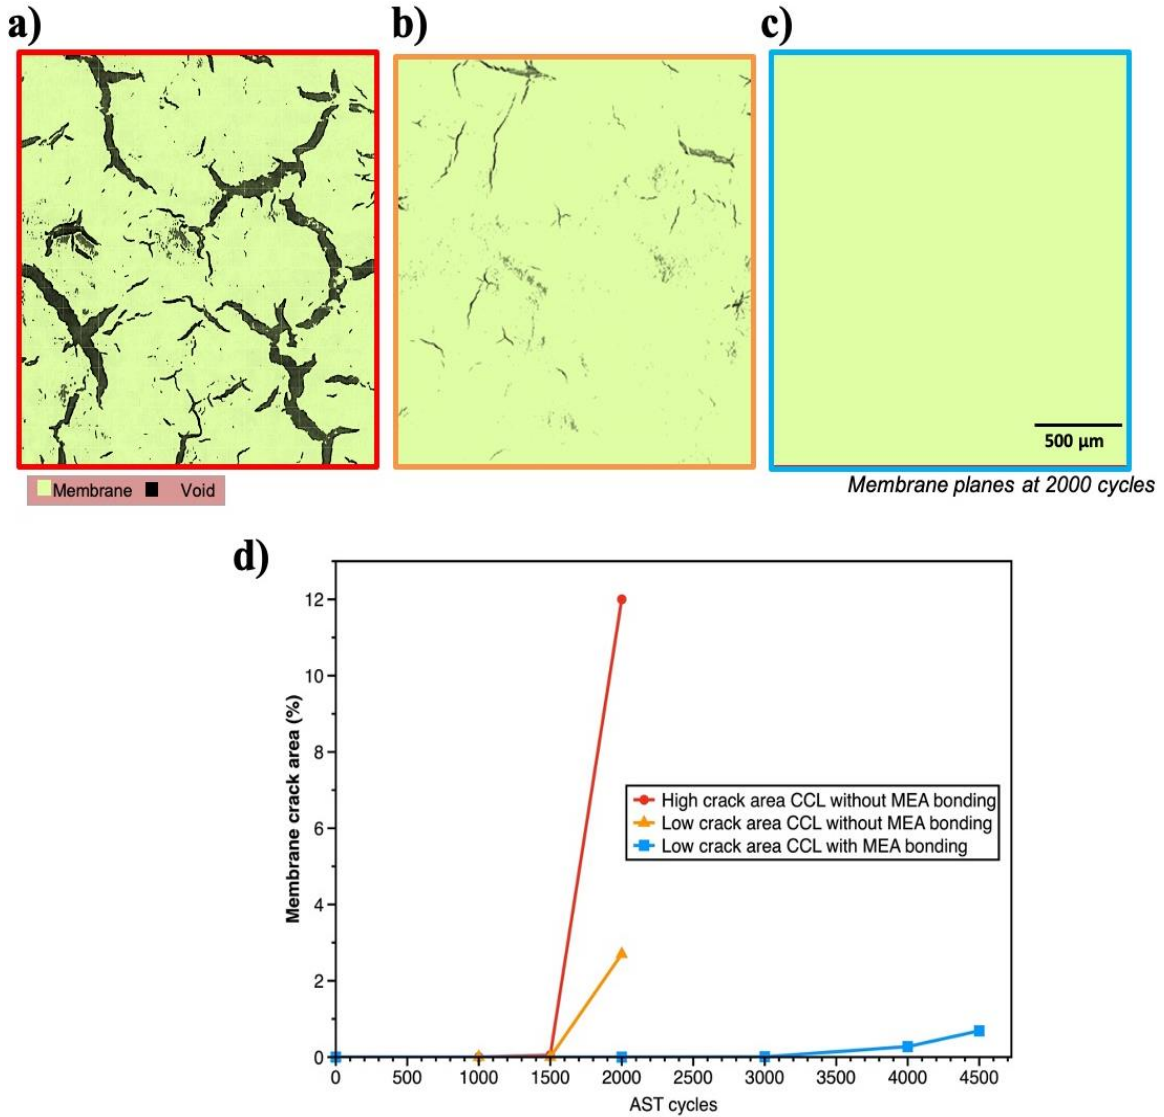 a)
b)
c)
500 μm
Membrane Void
Membrane planes at 2000 cycles
d)
Membrane crack area (%)
12
10
8
6
4
2
0
High crack area CCL without MEA bonding
Low crack area CCL without MEA bonding
Low crack area CCL with MEA bonding
0 500 1000 1500 2000 2500 3000 3500 4000 4500
AST cycles